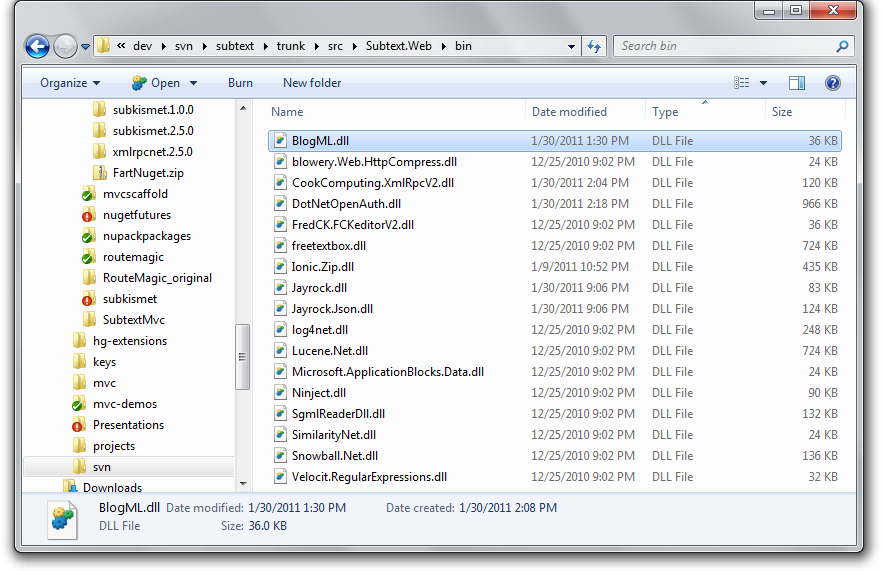 « dev svn subtext trunk src Subtext.Web bin Search bin
Organize Open Burn New folder
subkismet.1.0.0
subkismet.2.5.0
xmlrpcnet.2.5.0
FartNuget.zip
mvcscaffold
nugetfutures
nupackpackages
routemagic
RouteMagic_original
subkismet
SubtextMvc
hg-extensions
keys
mvc
mvc-demos
Presentations
projects
svn
Downloads
Name Date modified Type Size
BlogML.dll 1/30/2011 1:30 PM DLL File 36 KB
blowery.Web.HttpCompress.dll 12/25/2010 9:02 PM DLL File 24 KB
CookComputing.XmlRpcV2.dll 1/30/2011 2:04 PM DLL File 120 KB
DotNetOpenAuth.dll 1/30/2011 2:18 PM DLL File 966 KB
FredCK.FCKeditorV2.dll 12/25/2010 9:02 PM DLL File 36 KB
freetextbox.dll 12/25/2010 9:02 PM DLL File 724 KB
Ionic.Zip.dll 1/9/2011 10:52 PM DLL File 435 KB
Jayrock.dll 1/30/2011 9:06 PM DLL File 83 KB
Jayrock.Json.dll 1/30/2011 9:06 PM DLL File 124 KB
log4net.dll 12/25/2010 9:02 PM DLL File 248 KB
Lucene.Net.dll 12/25/2010 9:02 PM DLL File 724 KB
Microsoft.ApplicationBlocks.Data.dll 12/25/2010 9:02 PM DLL File 24 KB
Ninject.dll 12/25/2010 9:02 PM DLL File 90 KB
SgmlReaderDll.dll 12/25/2010 9:02 PM DLL File 132 KB
SimilarityNet.dll 12/25/2010 9:02 PM DLL File 24 KB
Snowball.Net.dll 12/25/2010 9:02 PM DLL File 136 KB
Velocit.RegularExpressions.dll 12/25/2010 9:02 PM DLL File 32 KB
BlogML.dll Date modified: 1/30/2011 1:30 PM Date created: 1/30/2011 2:08 PM
DLL File Size: 36.0 KB